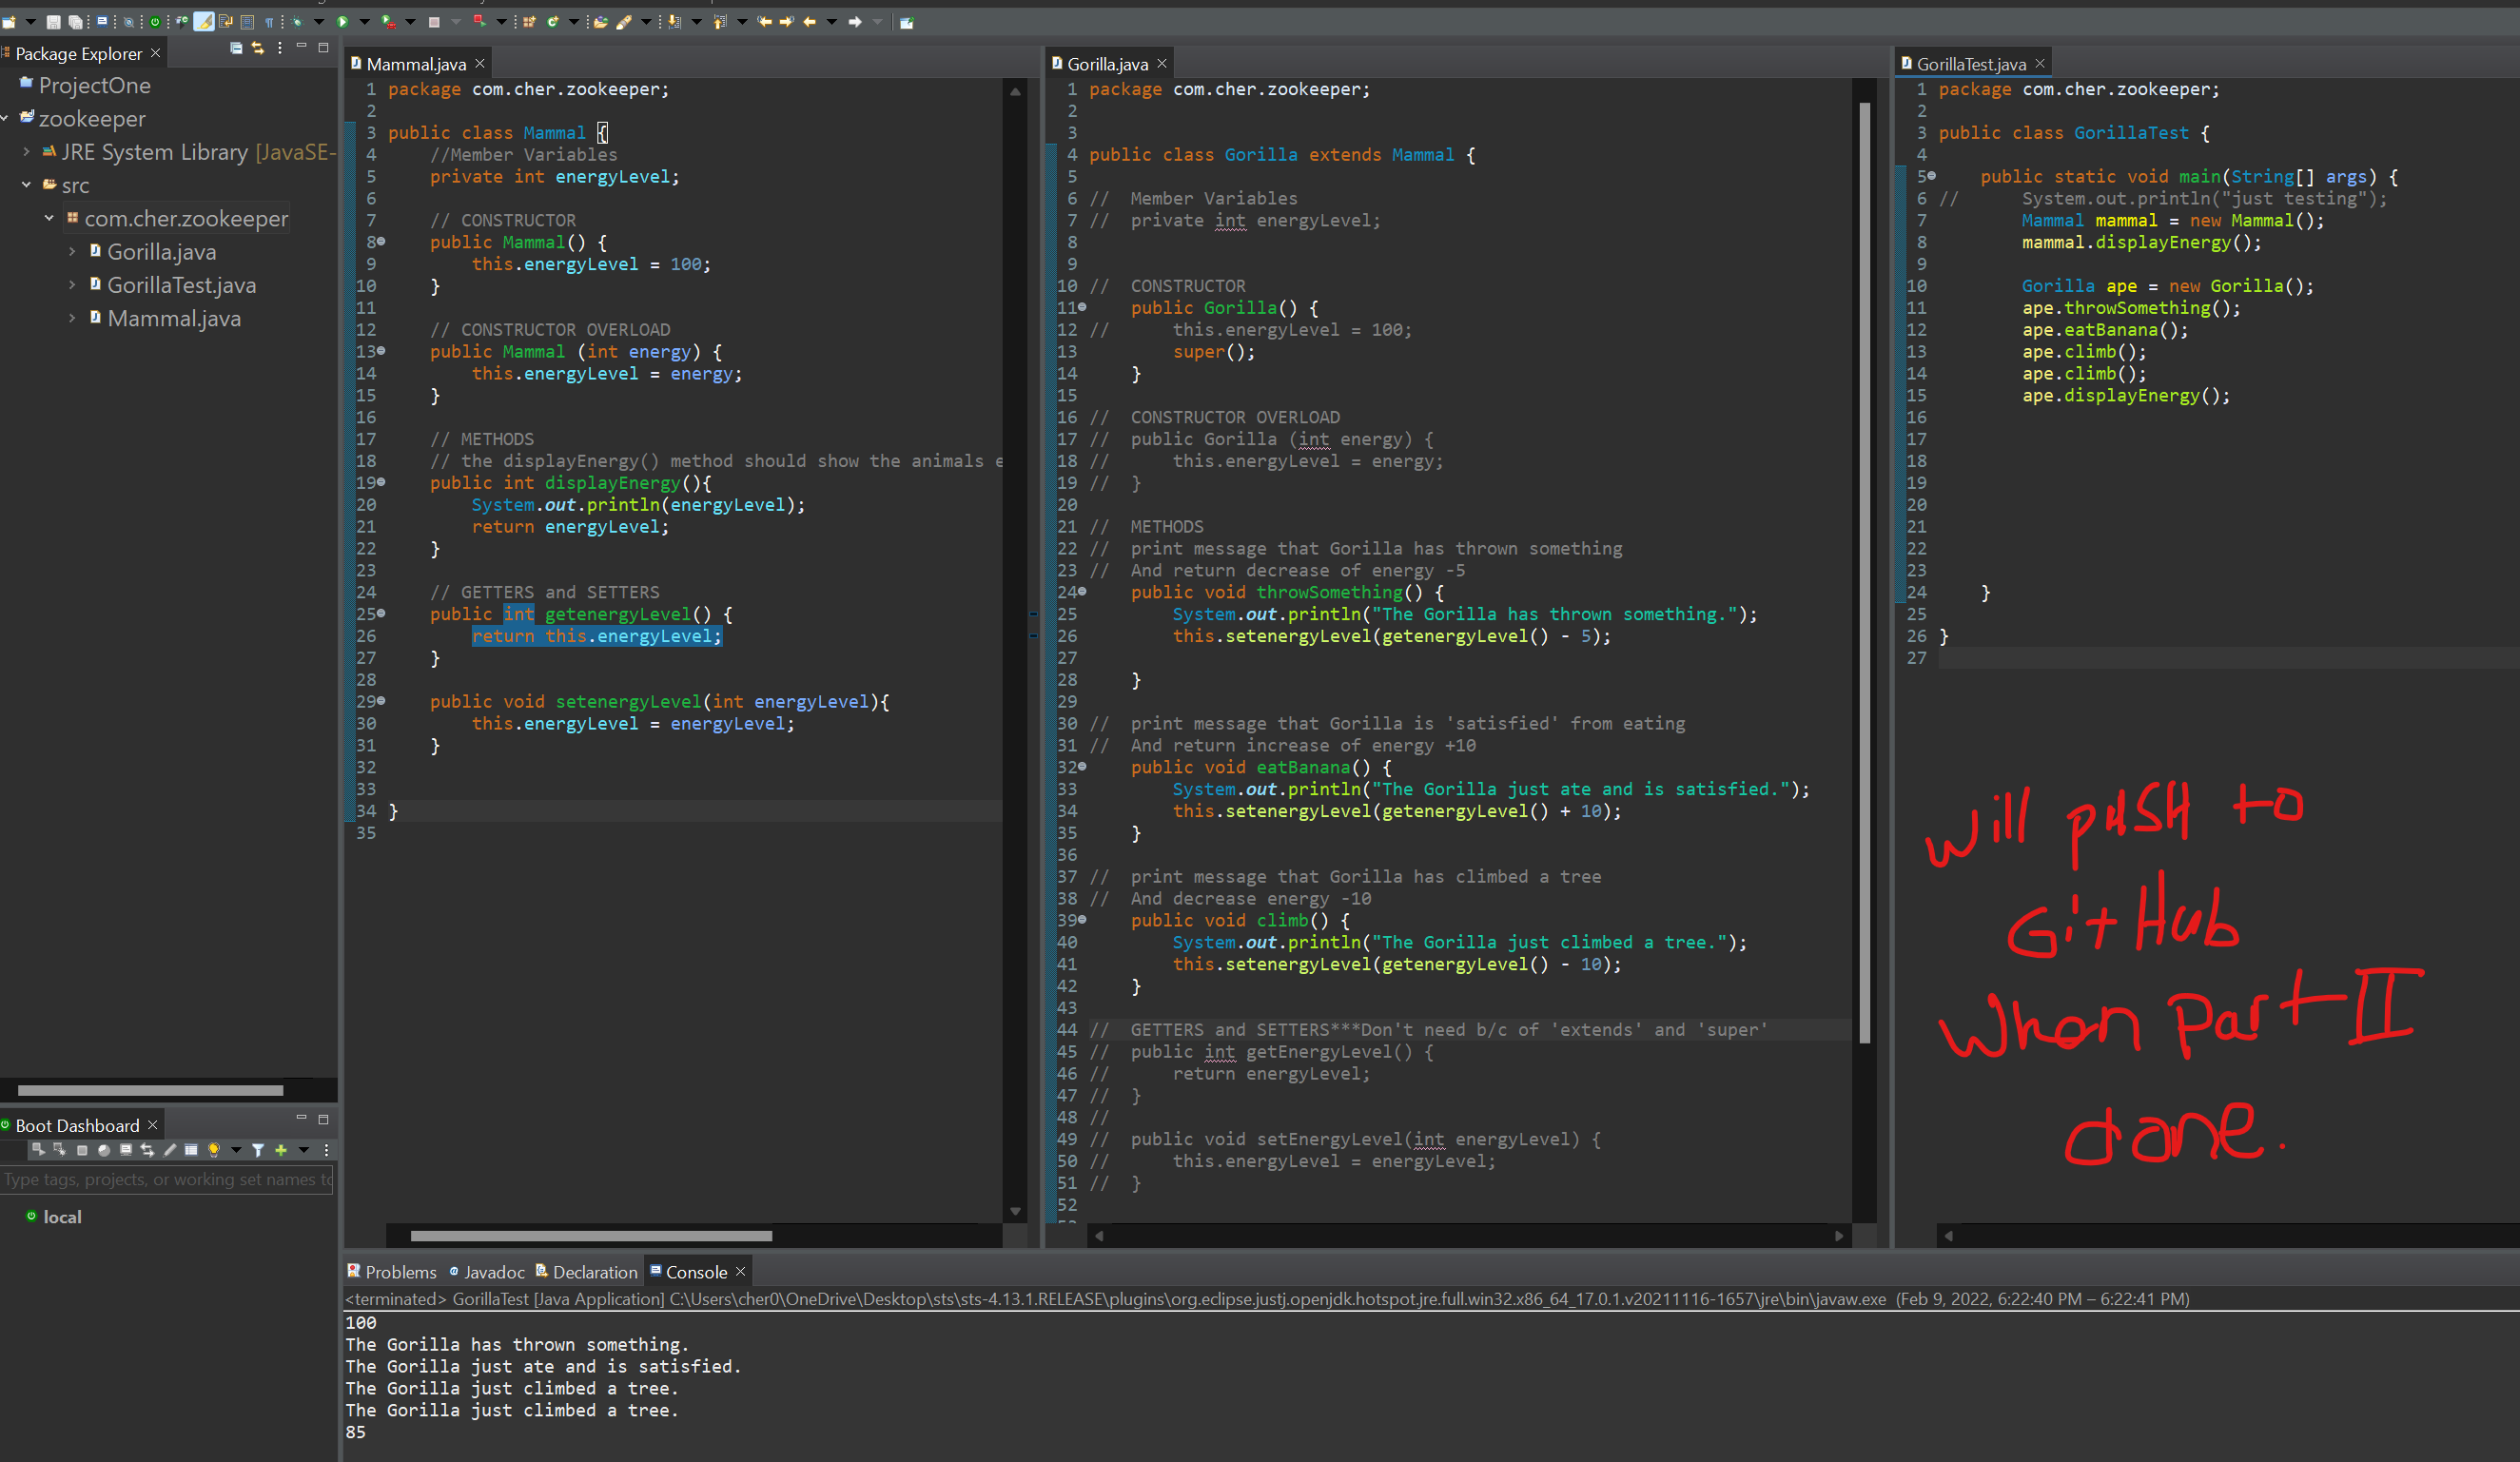 Package Explorer
ProjectOne
zookeeper
JRE System Library [JavaSE-
src
com.cher.zookeeper
Gorilla.java
GorillaTest.java
Mammal.java
Mammal.java
1 package com.cher.zookeeper;
2
3 public class Mammal {
4 //Member Variables
5 private int energyLevel;
6
7 // CONSTRUCTOR
8 public Mammal() {
9 this.energyLevel = 100;
10 }
11
12 // CONSTRUCTOR OVERLOAD
13 public Mammal (int energy) {
14 this.energyLevel = energy;
15 }
16
17 // METHODS
18 // the displayEnergy() method should show the animals e
19 public int displayEnergy(){
20 System.out.println(energyLevel);
21 return energyLevel;
22 }
23
24 // GETTERS and SETTERS
25 public int getenergyLevel() {
26 return this.energyLevel;
27 }
28
29 public void setenergyLevel(int energyLevel){
30 this.energyLevel = energyLevel;
31 }
32
33
34 }
35
Gorilla.java
1 package com.cher.zookeeper;
2
3
4 public class Gorilla extends Mammal {
5
6 // Member Variables
7 // private int energyLevel;
8
9
10 // CONSTRUCTOR
11 public Gorilla() {
12 // this.energyLevel = 100;
13 super();
14 }
15
16 // CONSTRUCTOR OVERLOAD
17 // public Gorilla (int energy) {
18 // this.energyLevel = energy;
19 // }
20
21 // METHODS
22 // print message that Gorilla has thrown something
23 // And return decrease of energy -5
24 public void throwSomething() {
25 System.out.println("The Gorilla has thrown something.");
26 this.setenergyLevel(getenergyLevel() - 5);
27
28 }
29
30 // print message that Gorilla is 'satisfied' from eating
31 // And return increase of energy +10
32 public void eatBanana() {
33 System.out.println("The Gorilla just ate and is satisfied.");
34 this.setenergyLevel(getenergyLevel() + 10);
35 }
36
37 // print message that Gorilla has climbed a tree
38 // And decrease energy -10
39 public void climb() {
40 System.out.println("The Gorilla just climbed a tree.");
41 this.setenergyLevel(getenergyLevel() - 10);
42 }
43
44 // GETTERS and SETTERS***Don't need b/c of 'extends' and 'super'
45 // public int getEnergyLevel() {
46 // return energyLevel;
47 // }
48 //
49 // public void setEnergyLevel(int energyLevel) {
50 // this.energyLevel = energyLevel;
51 // }
52
GorillaTest.java
1 package com.cher.zookeeper;
2
3 public class GorillaTest {
4
5 public static void main(String[] args) {
6 // System.out.println("just testing");
7 Mammal mammal = new Mammal();
8 mammal.displayEnergy();
9
10 Gorilla ape = new Gorilla();
11 ape.throwSomething();
12 ape.eatBanana();
13 ape.climb();
14 ape.climb();
15 ape.displayEnergy();
16
17
18
19
20
21
22
23
24 }
25
26 }
27
will pUSH to
GitHub
When Part II
done.
Boot Dashboard
Type tags, projects, or working set names to
local
Problems Javadoc Declaration Console
<terminated> GorillaTest [Java Application] C:\Users\cher0\OneDrive\Desktop\sts\sts-4.13.1.RELEASE\plugins\org.eclipse.justj.openjdk.hotspot.jre.full.win32.x86_64_17.0.1.v20211116-1657\jre\bin\javaw.exe (Feb 9, 2022, 6:22:40 PM – 6:22:41 PM)
100
The Gorilla has thrown something.
The Gorilla just ate and is satisfied.
The Gorilla just climbed a tree.
The Gorilla just climbed a tree.
85